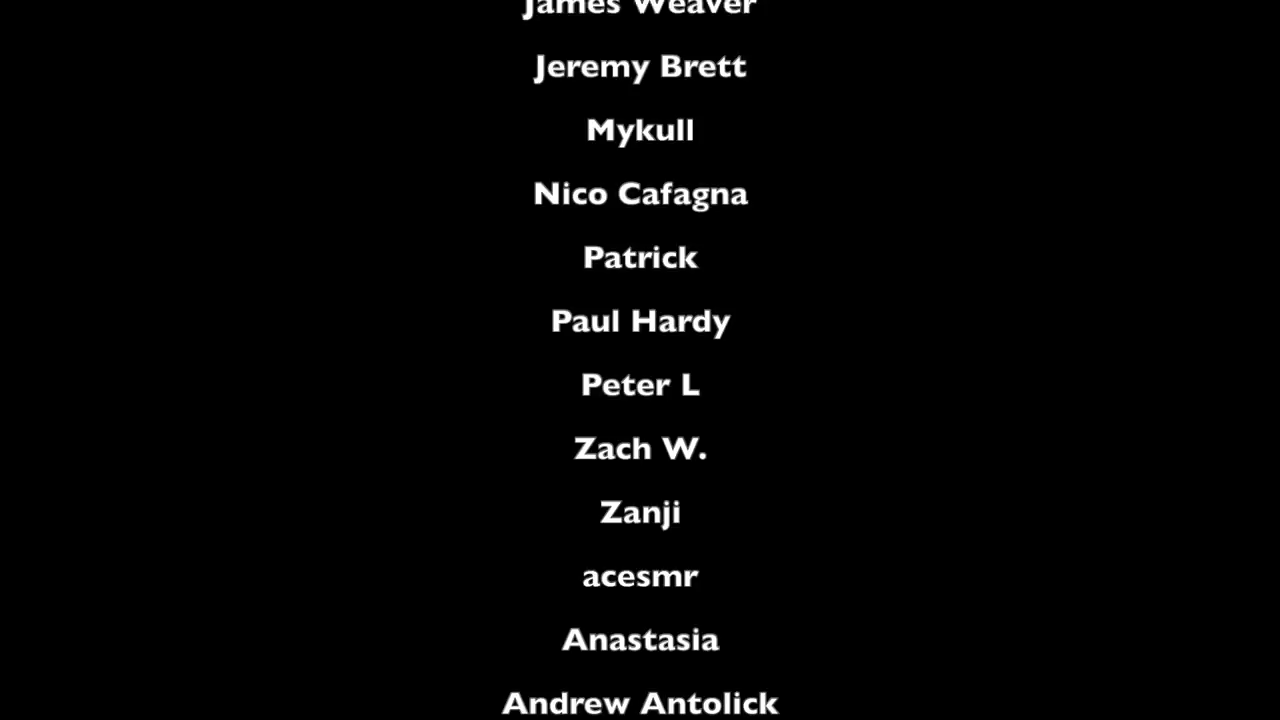 James Weaver
Jeremy Brett
Mykull
Nico Cafagna
Patrick
Paul Hardy
Peter L
Zach W.
Zanji
acesmr
Anastasia
Andrew Antolick